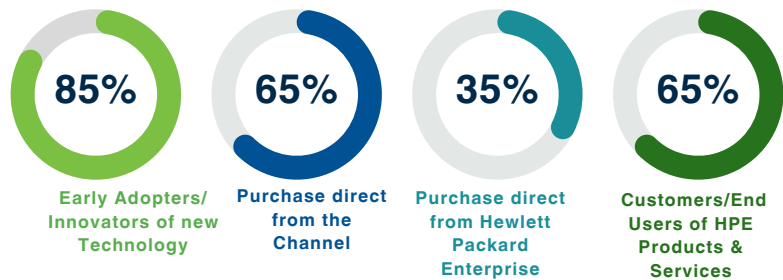 85%
Early Adopters/
Innovators of new
Technology
65%
Purchase direct
from the
Channel
35%
Purchase direct
from Hewlett
Packard
Enterprise
65%
Customers/End
Users of HPE
Products &
Services